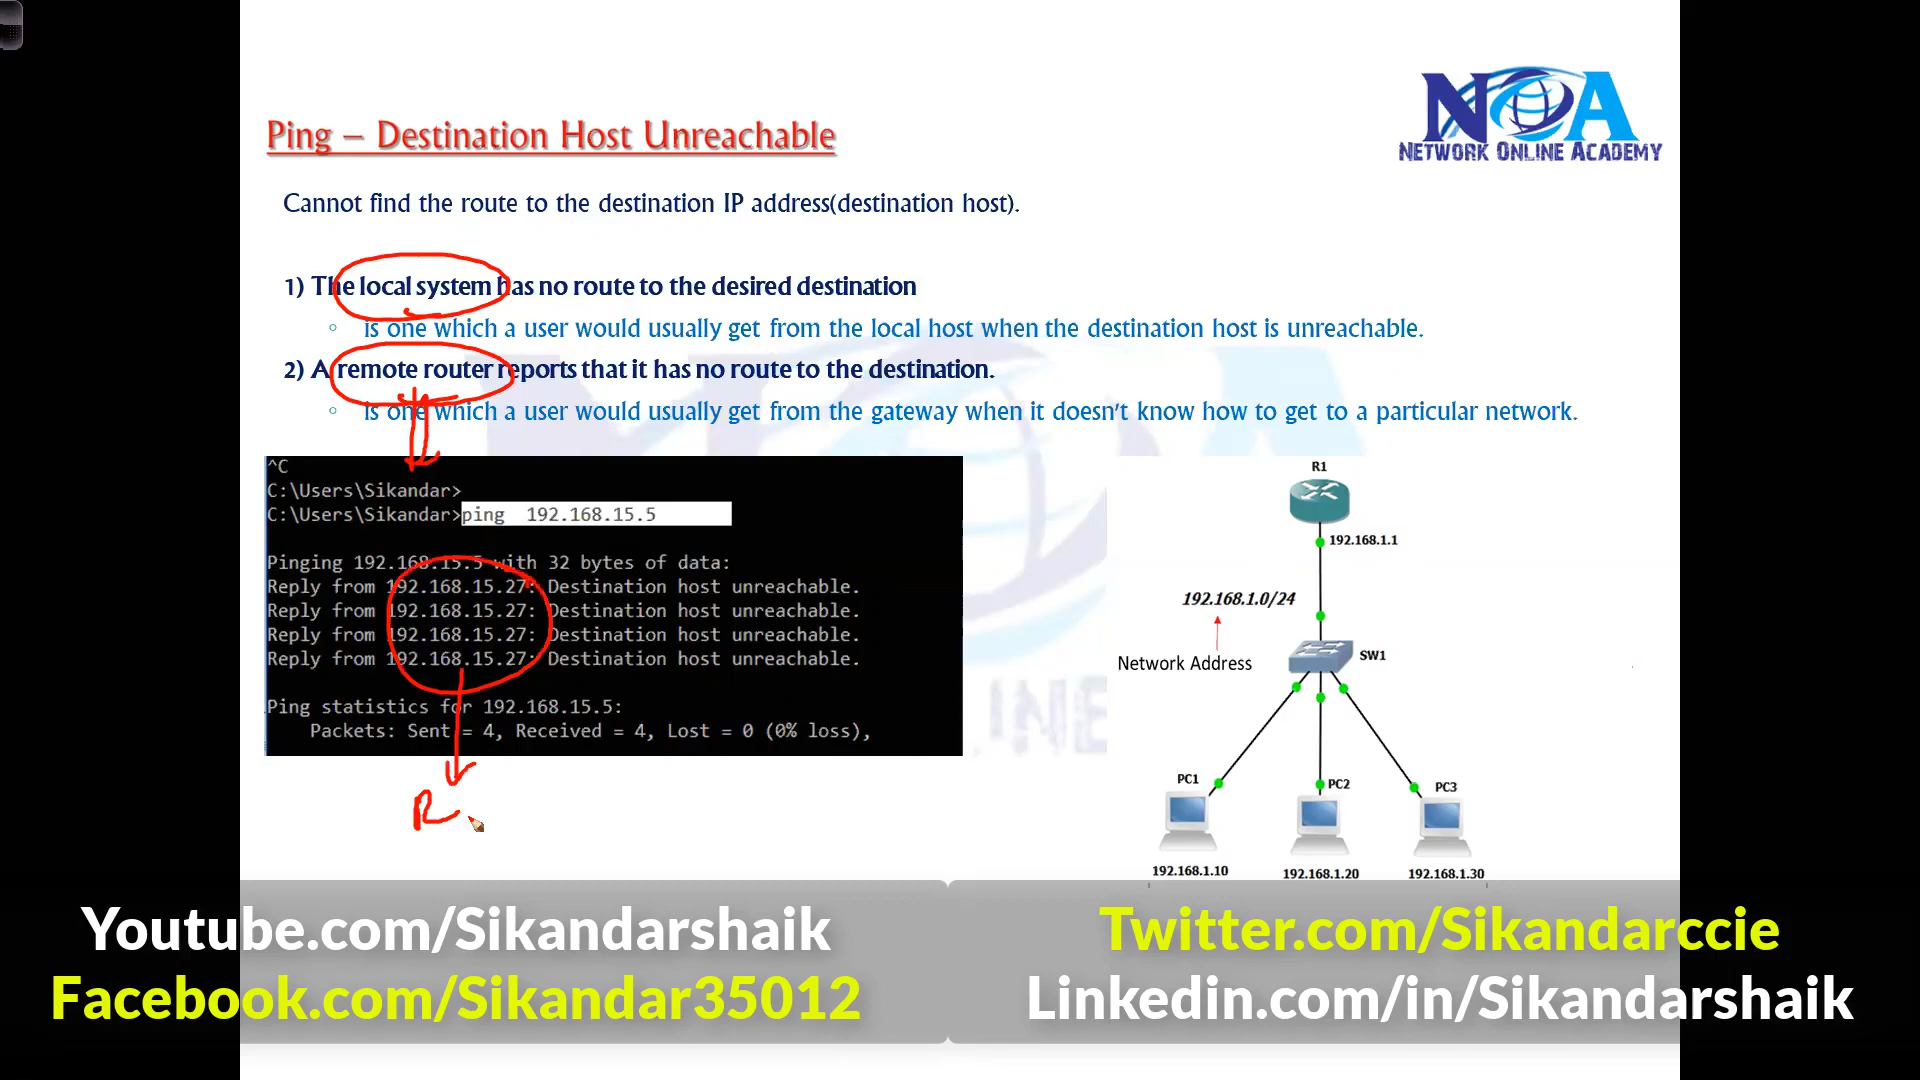 NOA
NETWORK ONLINE ACADEMY
Ping – Destination Host Unreachable
Cannot find the route to the destination IP address(destination host).
1) The local system has no route to the desired destination
◦ is one which a user would usually get from the local host when the destination host is unreachable.
2) A remote router reports that it has no route to the destination.
◦ is one which a user would usually get from the gateway when it doesn't know how to get to a particular network.
^C
C:\Users\Sikandar>
C:\Users\Sikandar>ping  192.168.15.5
Pinging 192.168.15.5 with 32 bytes of data:
Reply from 192.168.15.27: Destination host unreachable.
Reply from 192.168.15.27: Destination host unreachable.
Reply from 192.168.15.27: Destination host unreachable.
Reply from 192.168.15.27: Destination host unreachable.
Ping statistics for 192.168.15.5:
Packets: Sent = 4, Received = 4, Lost = 0 (0% loss),
R
R1
192.168.1.1
192.168.1.0/24
Network Address
SW1
PC1
PC2
PC3
192.168.1.10
192.168.1.20
192.168.1.30
Youtube.com/Sikandarshaik
Facebook.com/Sikandar35012
Twitter.com/Sikandarccie
Linkedin.com/in/Sikandarshaik